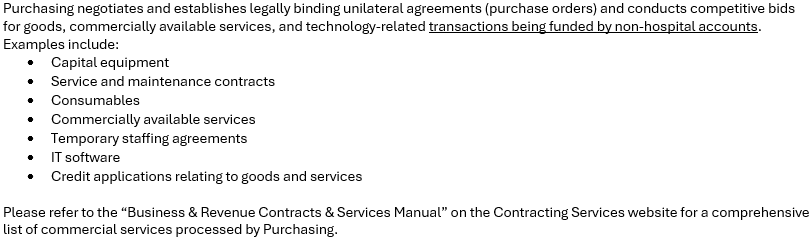 Purchasing negotiates and establishes legally binding unilateral agreements (purchase orders) and conducts competitive bids
for goods, commercially available services, and technology-related transactions being funded by non-hospital accounts.
Examples include:
• Capital equipment
• Service and maintenance contracts
• Consumables
• Commercially available services
• Temporary staffing agreements
• IT software
• Credit applications relating to goods and services
Please refer to the “Business & Revenue Contracts & Services Manual” on the Contracting Services website for a comprehensive
list of commercial services processed by Purchasing.